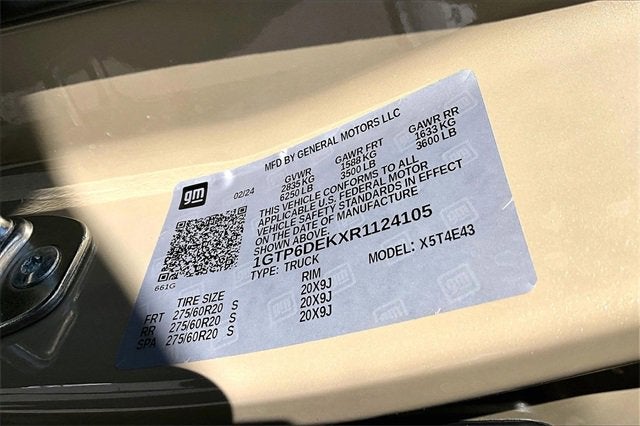 MFD BY GENERAL MOTORS LLC
gm
02/24
GVWR GAWR FRT GAWR RR
2835KG 1588 KG 1633 KG
6250 LB 3500 LB 3600 LB
THIS VEHICLE CONFORMS TO ALL
APPLICABLE U.S. FEDERAL MOTOR
VEHICLE SAFETY STANDARDS IN EFFECT
ON THE DATE OF MANUFACTURE
SHOWN ABOVE.
1GTP6DEKXR1124105
661G
TYPE: TRUCK MODEL: X5T4E43
TIRE SIZE RIM
FRT 275/60R20 S 20X9J
RR 275/60R20 S 20X9J
SPA 275/60R20 S 20X9J